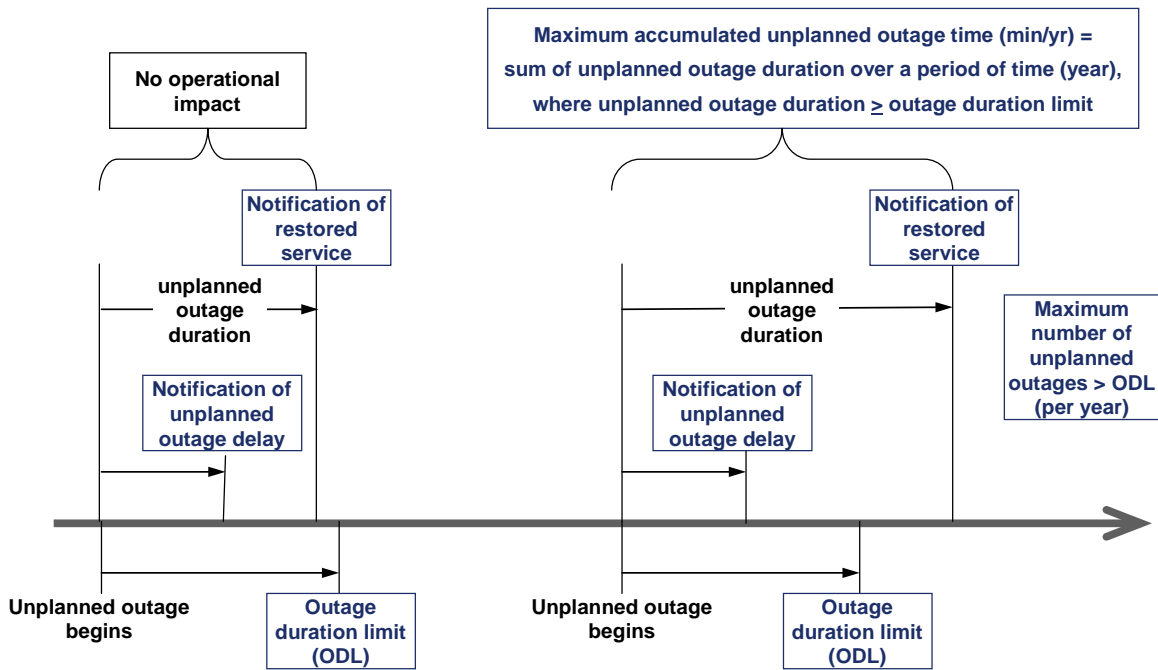 No operational
impact
Maximum accumulated unplanned outage time (min/yr) =
sum of unplanned outage duration over a period of time (year),
where unplanned outage duration ≥ outage duration limit
Notification of
restored
service
unplanned
outage
duration
Notification of
unplanned
outage delay
Unplanned outage
begins
Outage
duration limit
(ODL)
Notification of
restored
service
unplanned
outage
duration
Notification of
unplanned
outage delay
Unplanned outage
begins
Outage
duration limit
(ODL)
Maximum
number of
unplanned
outages > ODL
(per year)